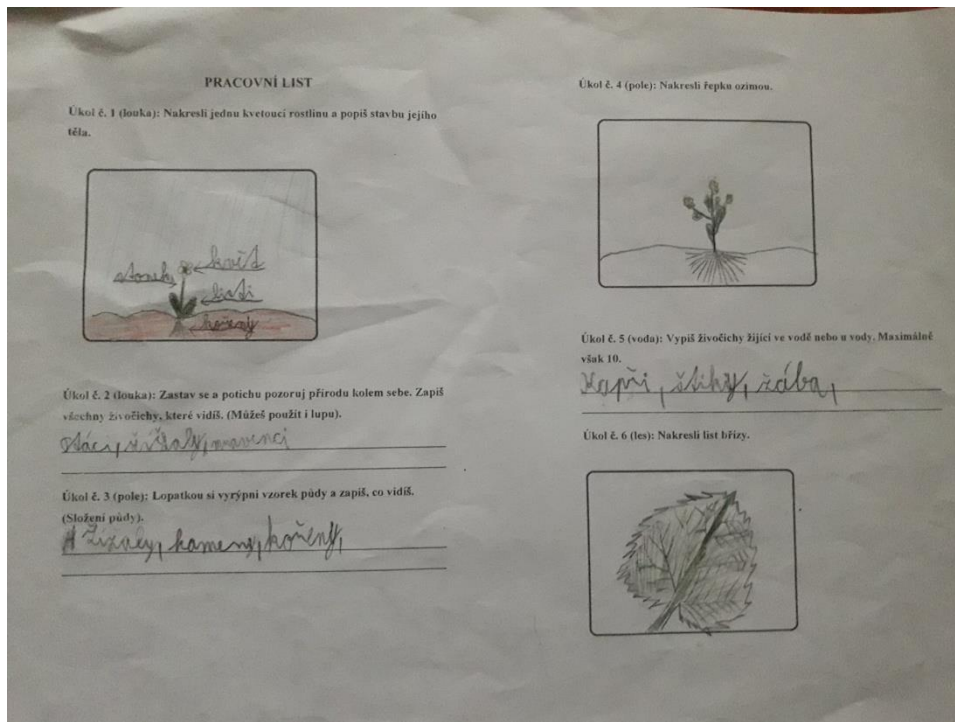 PRACOVNÍ LIST
Úkol č. 1 (louka): Nakresli jednu kvetoucí rostlinu a popiš stavbu jejího
těla.
květ
stonek
listi
kořeny
Úkol č. 2 (louka): Zastav se a potichu pozoruj přírodu kolem sebe. Zapiš
všechny živočichy, které vidíš. (Můžeš použít i lupu).
ptáci, žížaly, mravenci
Úkol č. 3 (pole): Lopatkou si vyrýpni vzorek půdy a zapiš, co vidíš.
(Složení půdy).
Žížaly, kameny, kořeny,
Úkol č. 4 (pole): Nakresli řepku ozimou.
Úkol č. 5 (voda): Vypiš živočichy žijící ve vodě nebo u vody. Maximálně
však 10.
Kapři, štiky, žába,
Úkol č. 6 (les): Nakresli list břízy.